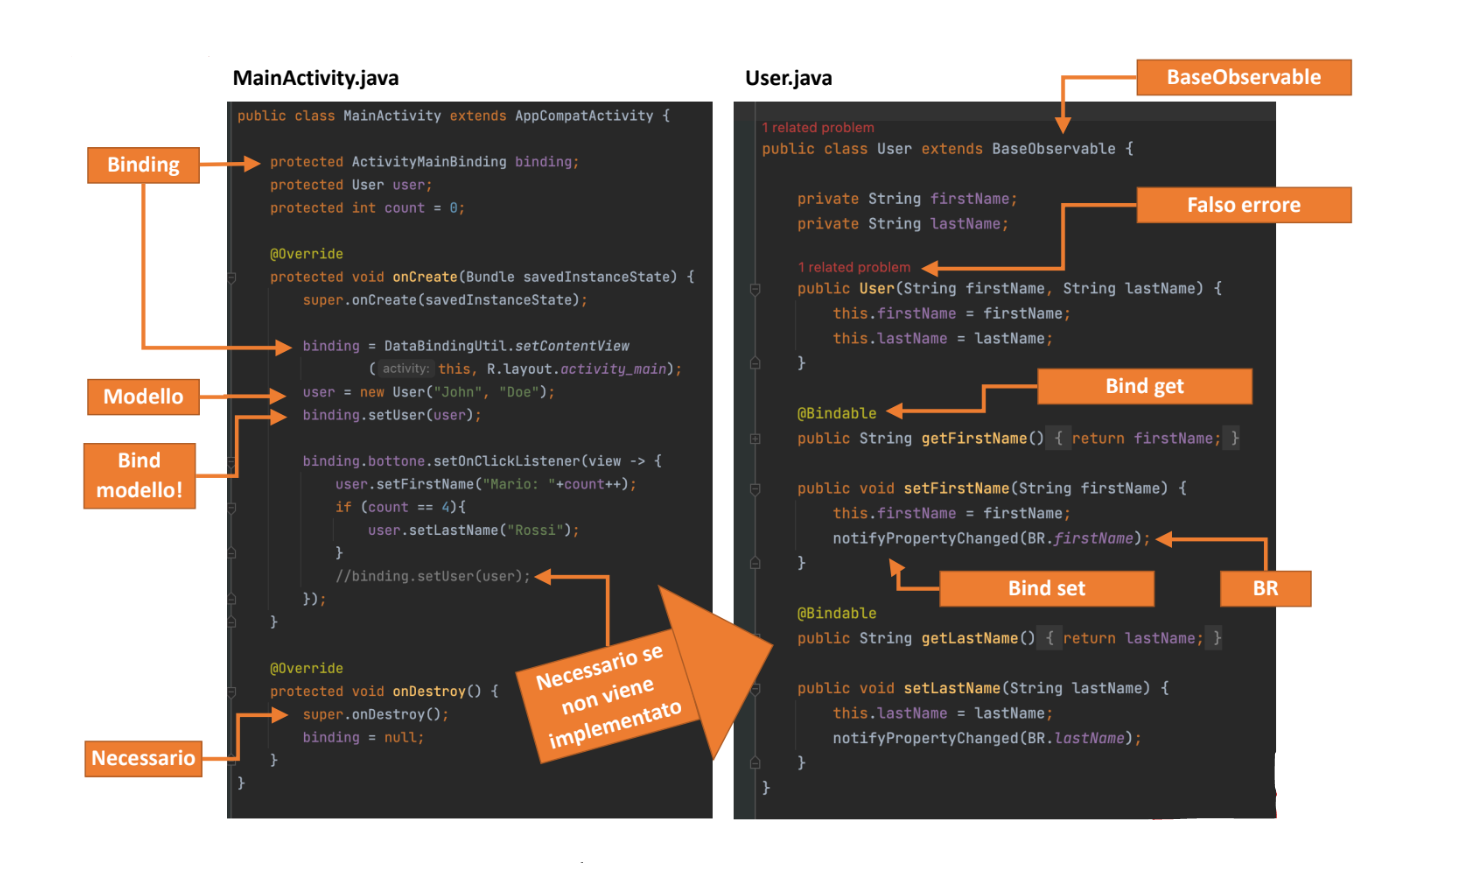 MainActivity.java
public class MainActivity extends AppCompatActivity {
protected ActivityMainBinding binding;
protected User user;
protected int count = 0;
@Override
protected void onCreate(Bundle savedInstanceState) {
super.onCreate(savedInstanceState);
binding = DataBindingUtil.setContentView
( activity: this, R.layout.activity_main);
user = new User("John", "Doe");
binding.setUser(user);
binding.bottone.setOnClickListener(view -> {
user.setFirstName("Mario: "+count++);
if (count == 4){
user.setLastName("Rossi");
}
//binding.setUser(user);
});
}
@Override
protected void onDestroy() {
super.onDestroy();
binding = null;
}
}
Binding
Modello
Bind
modello!
Necessario
Necessario se
non viene
implementato
User.java
1 related problem
public class User extends BaseObservable {
private String firstName;
private String lastName;
1 related problem
public User(String firstName, String lastName) {
this.firstName = firstName;
this.lastName = lastName;
}
@Bindable
public String getFirstName() { return firstName; }
public void setFirstName(String firstName) {
this.firstName = firstName;
notifyPropertyChanged(BR.firstName);
}
@Bindable
public String getLastName() { return lastName; }
public void setLastName(String lastName) {
this.lastName = lastName;
notifyPropertyChanged(BR.lastName);
}
}
BaseObservable
Falso errore
Bind get
Bind set
BR